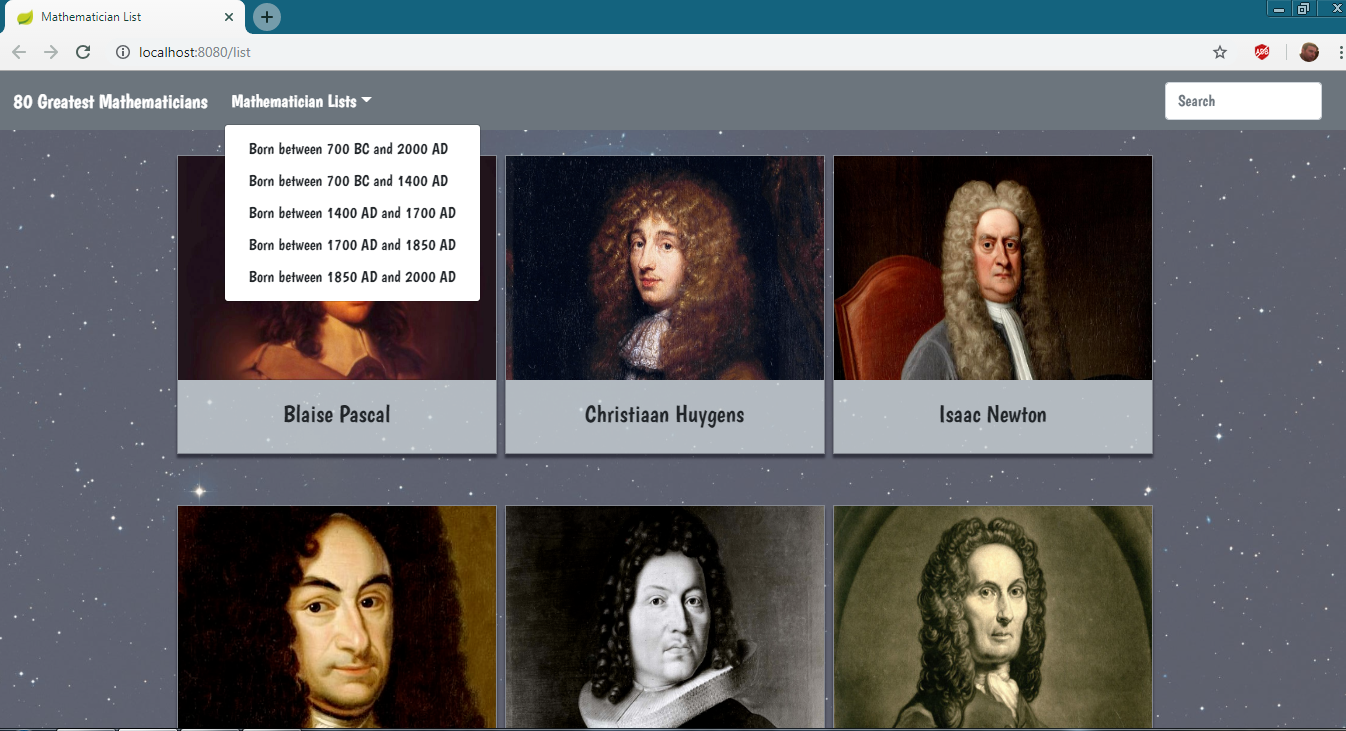 Mathematician List
localhost:8080/list
80 Greatest Mathematicians
Mathematician Lists
Search
Born between 700 BC and 2000 AD
Born between 700 BC and 1400 AD
Born between 1400 AD and 1700 AD
Born between 1700 AD and 1850 AD
Born between 1850 AD and 2000 AD
Blaise Pascal
Christiaan Huygens
Isaac Newton